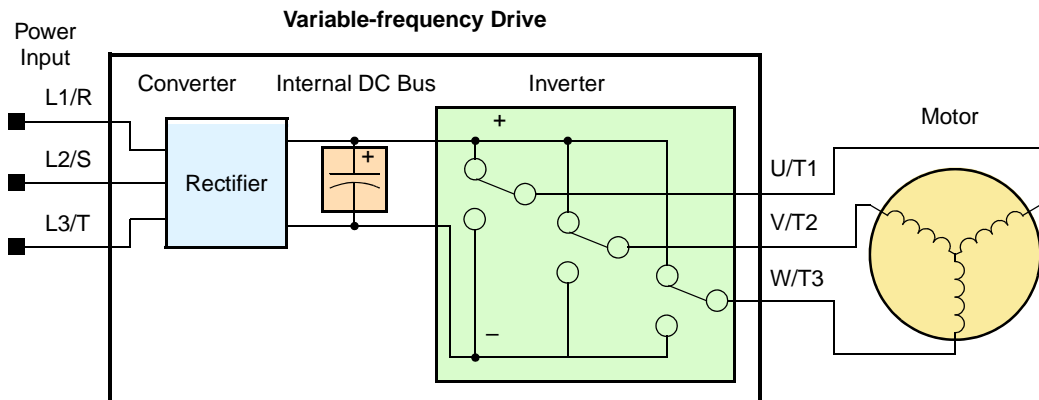 Variable-frequency Drive
Power
Input
Converter
Internal DC Bus
Inverter
Motor
L1/R
L2/S
L3/T
Rectifier
+
+
–
U/T1
V/T2
W/T3